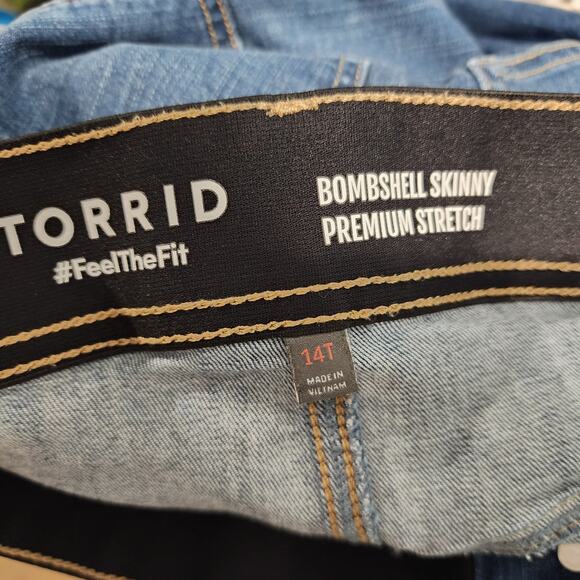 TORRID
#FeelTheFit
BOMBSHELL SKINNY
PREMIUM STRETCH
14T
MADE IN
VIETNAM